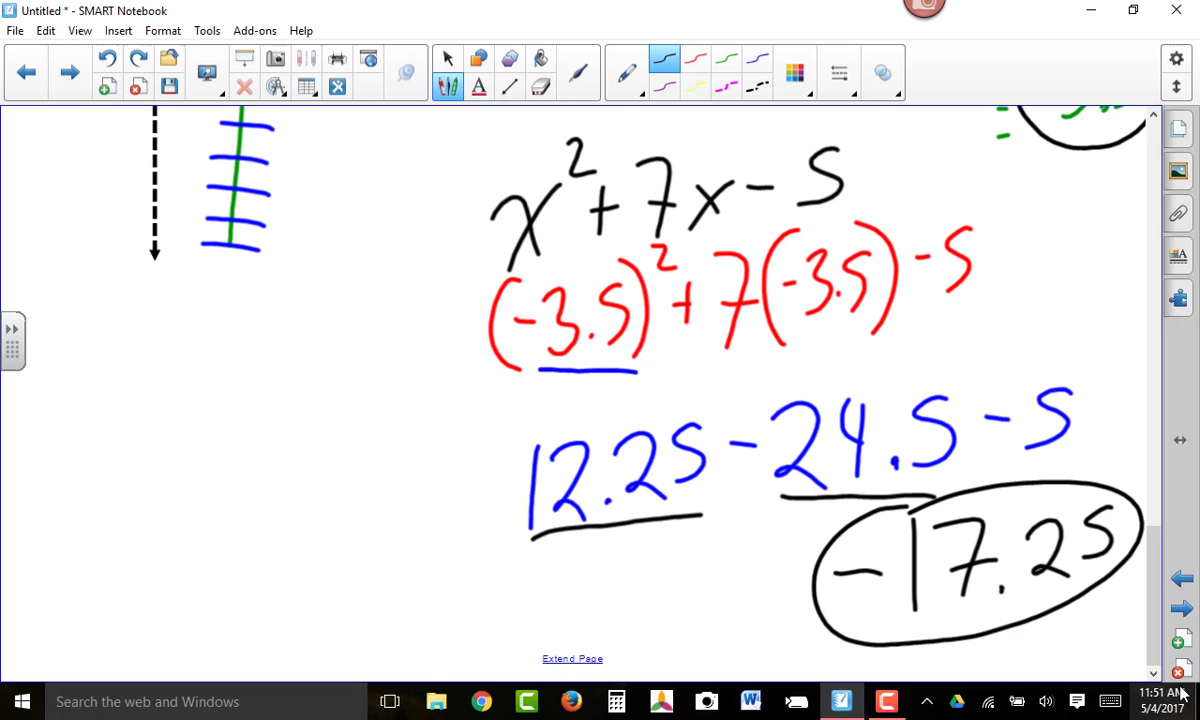 Untitled * - SMART Notebook
File Edit View Insert Format Tools Add-ons Help
x² + 7x - 5
(-3.5)² + 7(-3.5) - 5
12.25 - 24.5 - 5
-17.25
Extend Page
Search the web and Windows
11:51 AM
5/4/2017